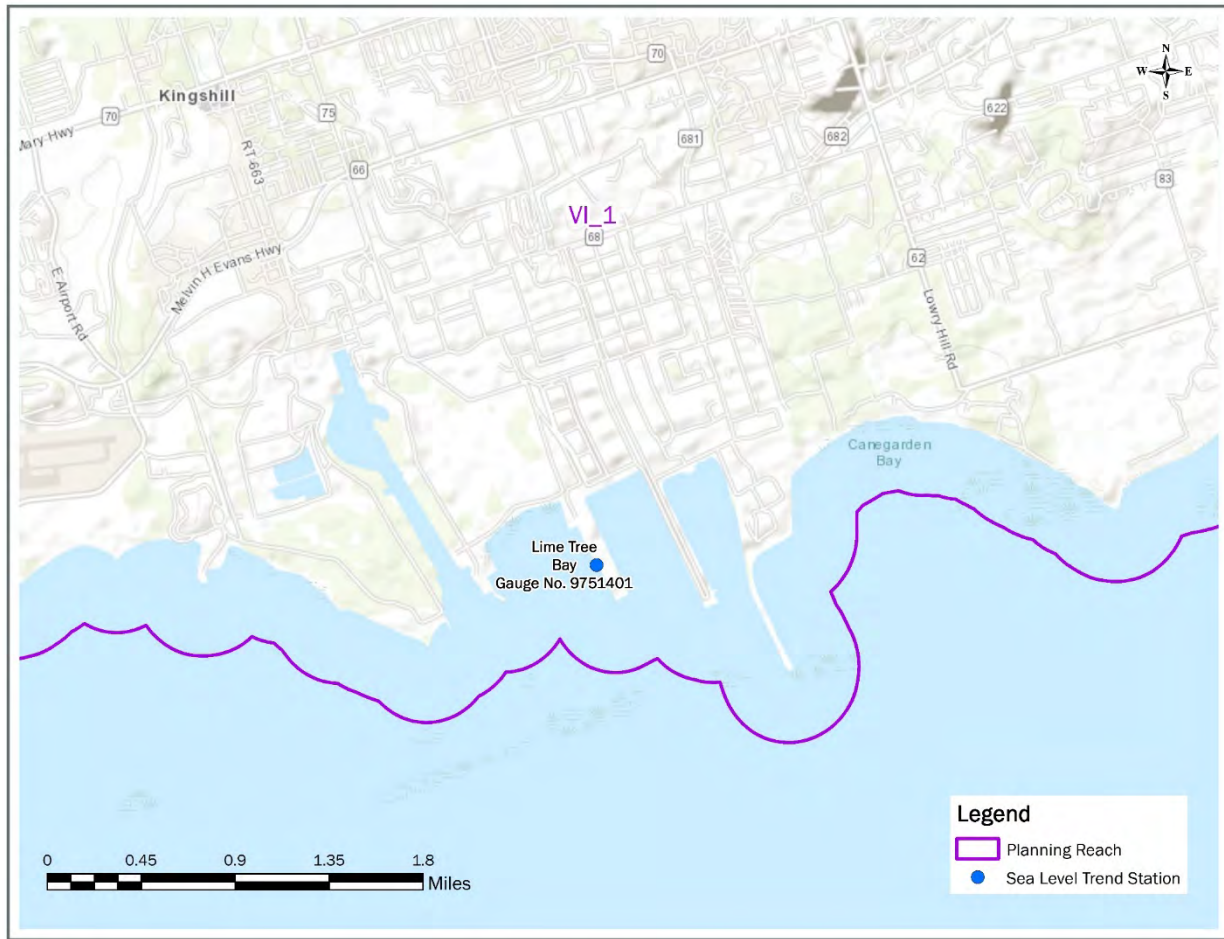 N
W E
S
70
Kingshill
75
622
70
681
682
Mary Hwy
RT 663
66
83
VI_1
68
62
Melvin H Evans Hwy
E Airport Rd
Lowry Hill Rd
Canegarden
Bay
Lime Tree
Bay
Gauge No. 9751401
Legend
Planning Reach
Sea Level Trend Station
0 0.45 0.9 1.35 1.8
Miles